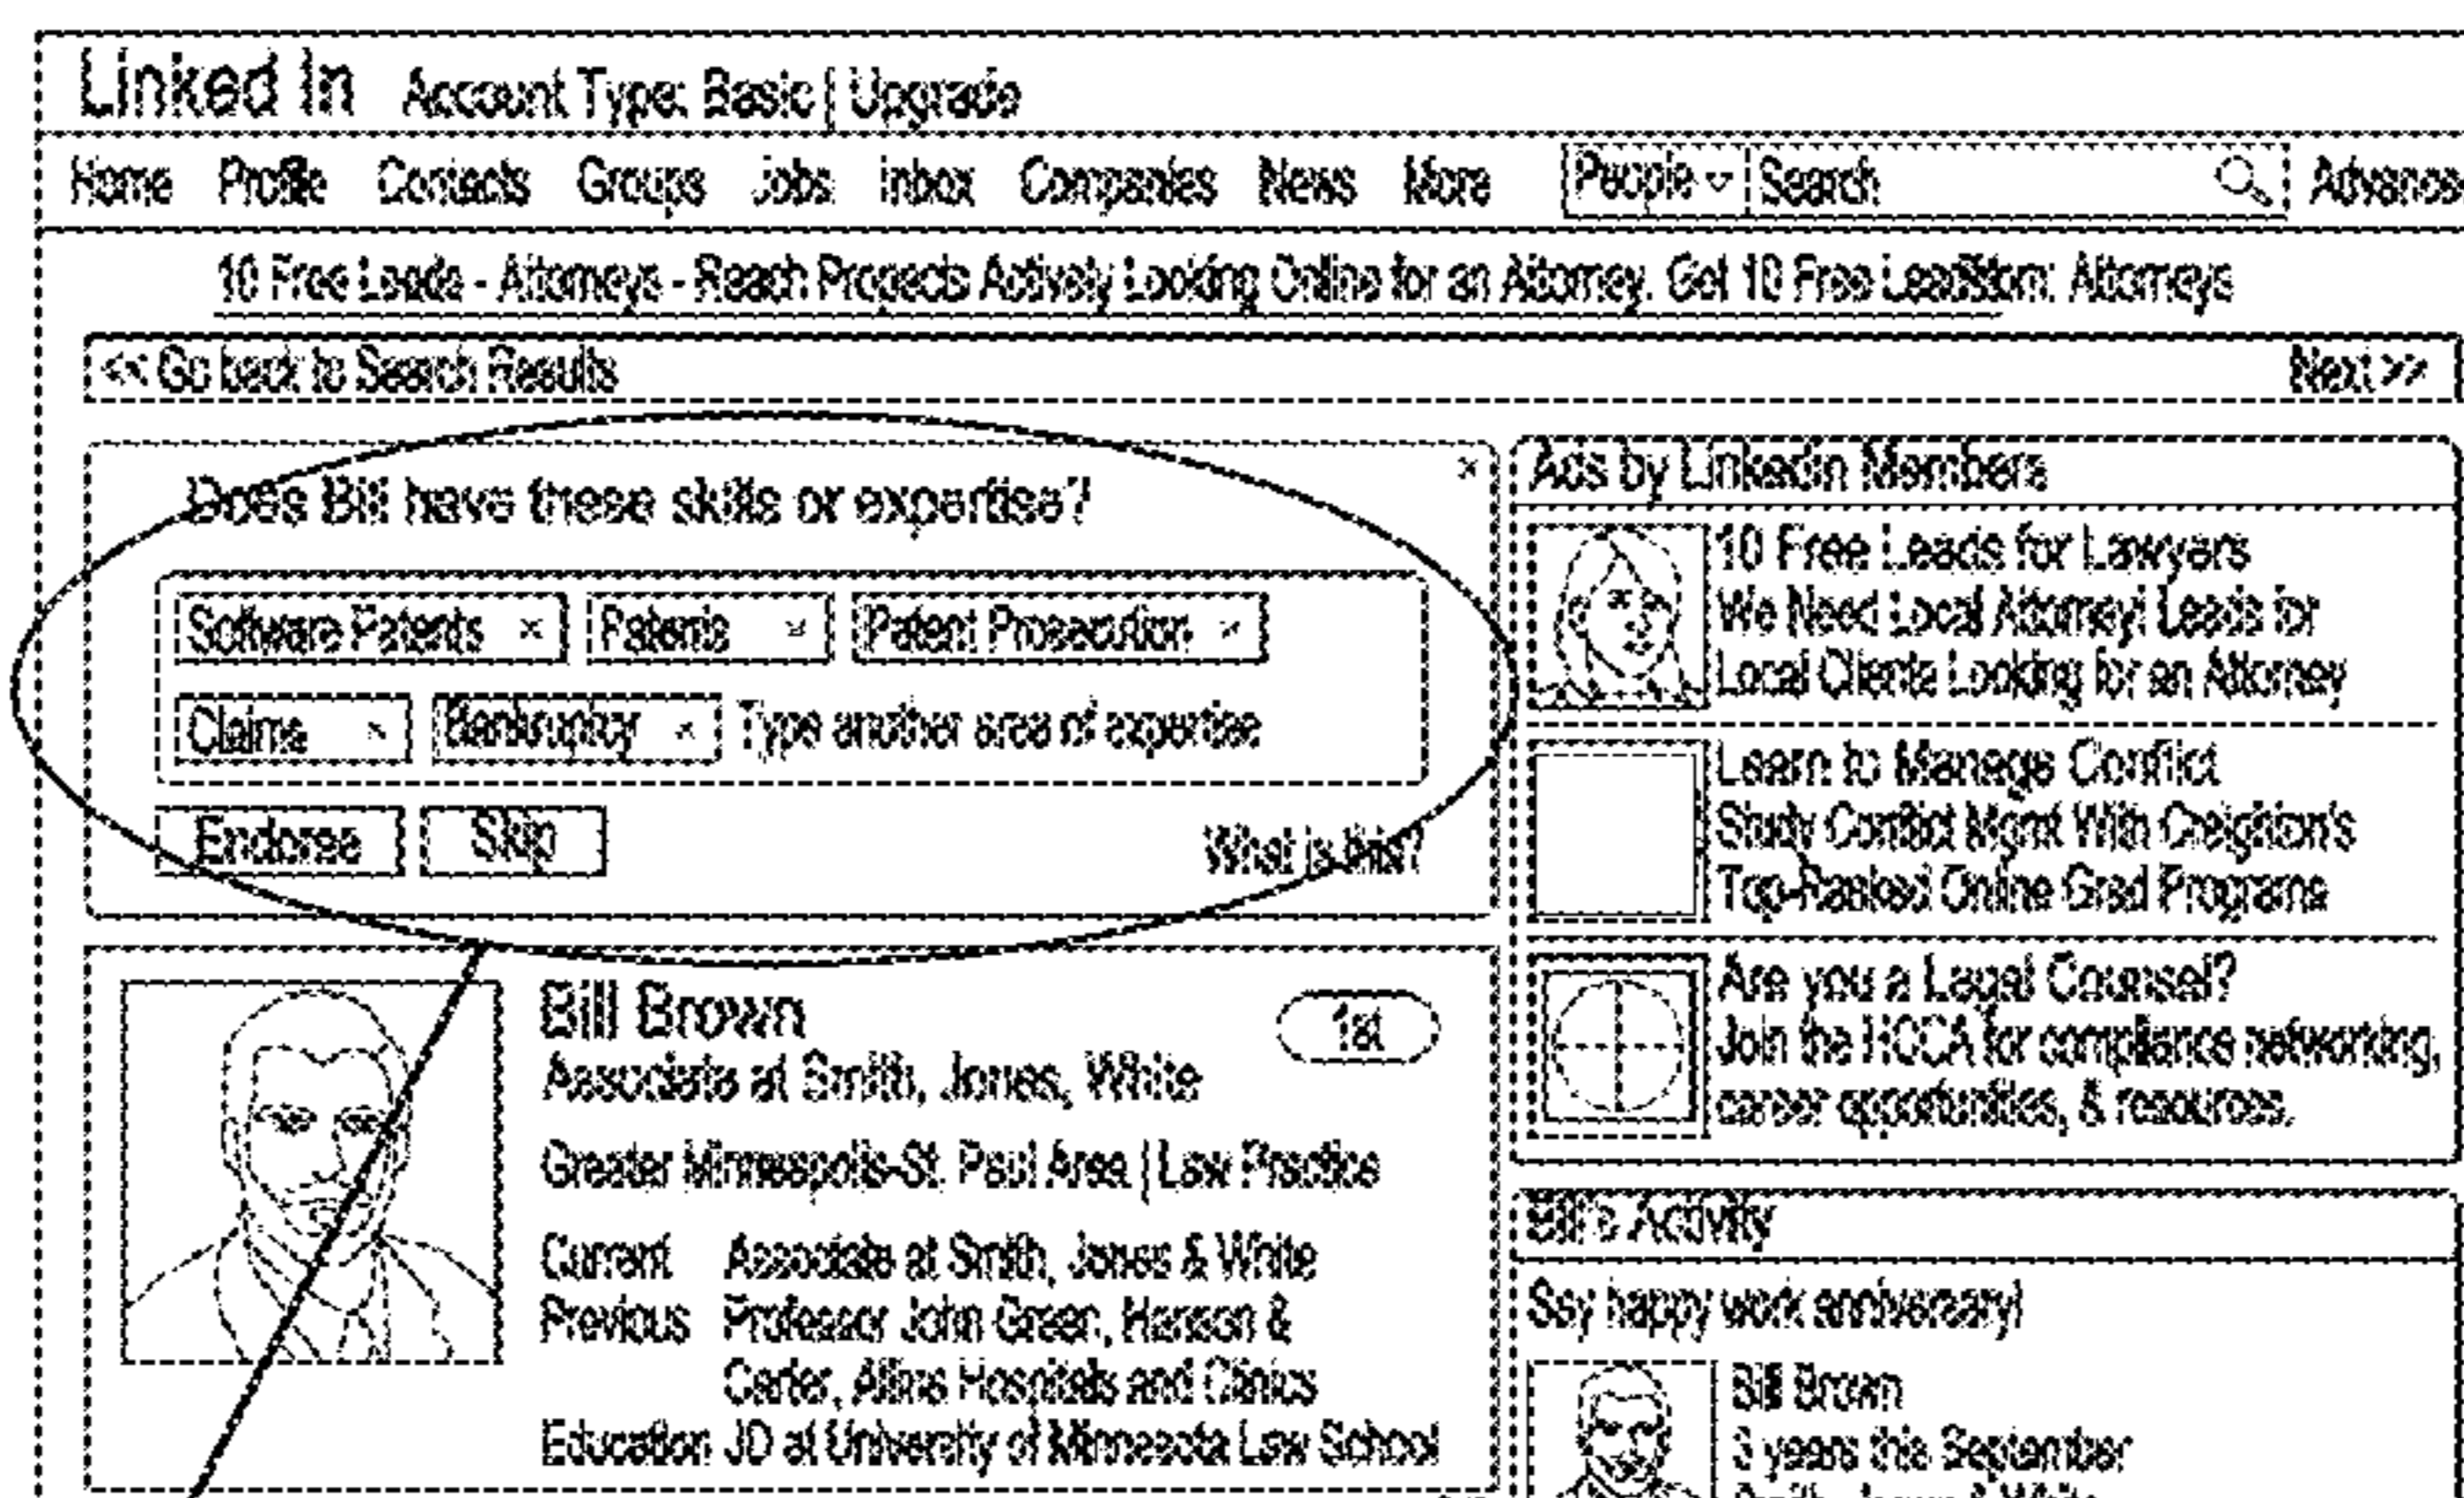 Linked In Account Type: Basic | Upgrade
Home Profile Contacts Groups Jobs Inbox Companies News More People Search Advance
10 Free Leads - Attorneys - Reach Propects Actively Looking Online for an Attorney. Get 10 Free Attorneys
<< Go back to Search Results Next >>
Does Bill have these skills or expertise? ×
Software Patents × Patents × Patent Prosecution ×
Claims × Bankruptcy × Type another area of expertise
Endorse Skip What is this?
Bill Brown 1st
Associate at Smith, Jones, White
Greater Minneapolis-St. Paul Area | Law Practice
Current Associate at Smith, Jones & White
Previous Professor John Green, Hanson &
Carter, Allina Hospitals and Clinics
Education JD at University of Minnesota Law School
Ads by Linkedin Members
10 Free Leads for Lawyers
We Need Local Attorney! Leads for
Local Clients Looking for an Attorney
Learn to Manage Conflict
Study Conflict Mgmt With Creighton's
Top-Ranked Online Grad Programs
Are you a Legal Counsel?
Join the HCCA for compliance networking,
career opportunities, & resources.
Bill's Activity
Say happy work anniversary!
Bill Brown
3 years this September
Smith, Jones & White